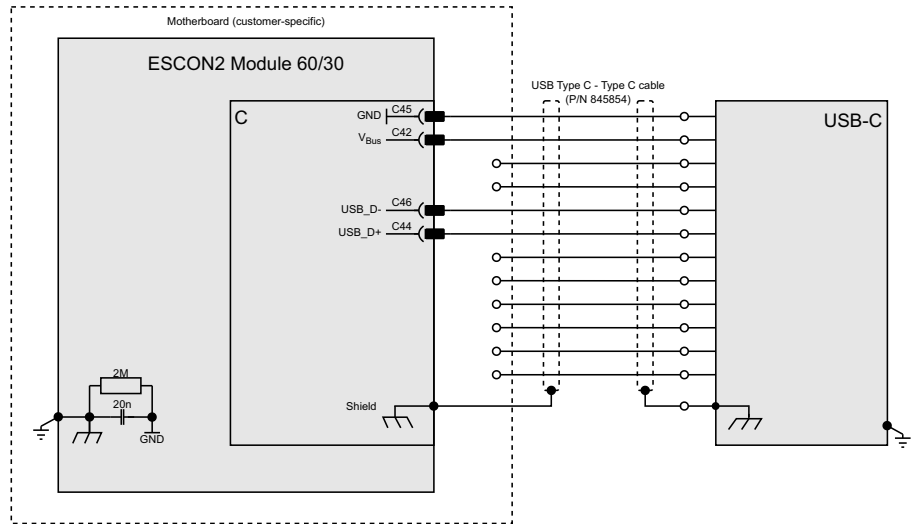 Motherboard (customer-specific)
ESCON2 Module 60/30
USB Type C - Type C cable
(P/N 845854)
C
USB-C
GND
C45
VBus
C42
USB_D-
C46
USB_D+
C44
2M
20n
GND
Shield